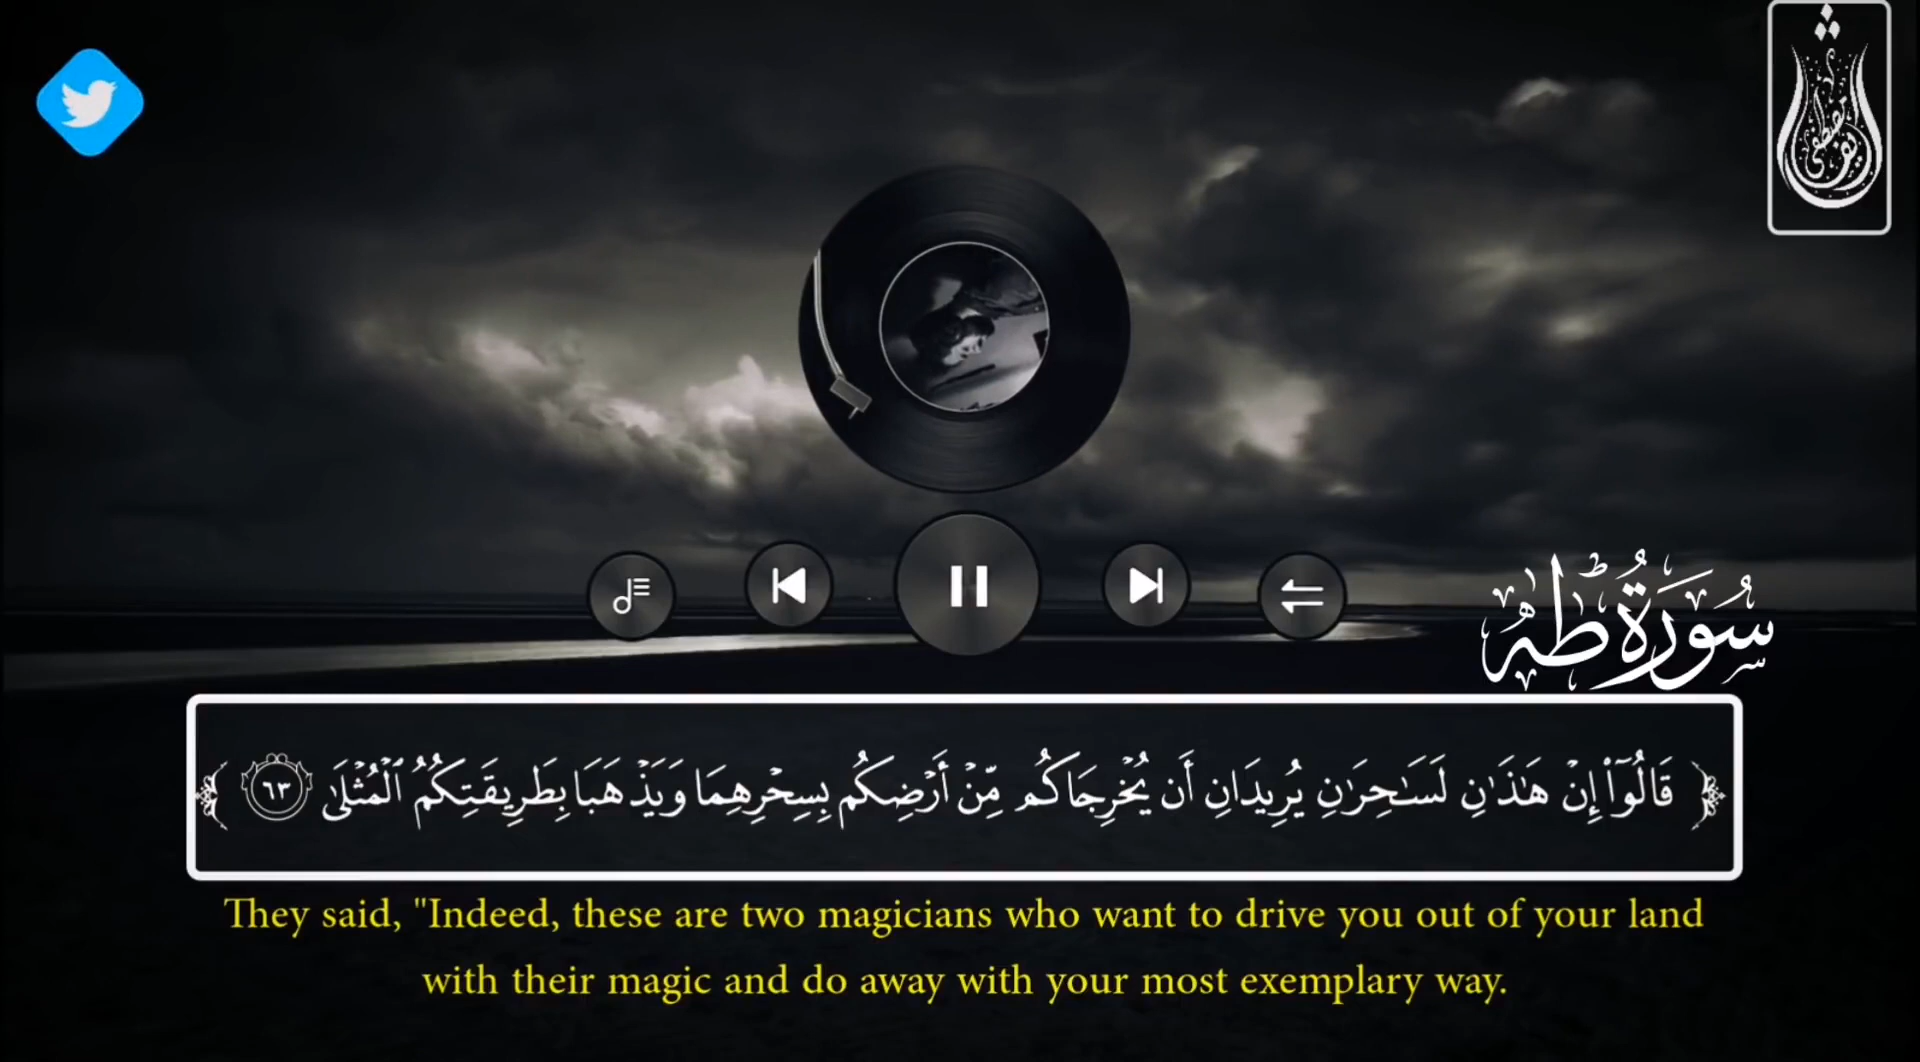 سُورَةُ طه
قَالُوٓا۟ إِنْ هَـٰذَٰنِ لَسَـٰحِرَٰنِ يُرِيدَانِ أَن يُخْرِجَاكُم مِّنْ أَرْضِكُم بِسِحْرِهِمَا وَيَذْهَبَا بِطَرِيقَتِكُمُ ٱلْمُثْلَىٰ ٦٣
They said, "Indeed, these are two magicians who want to drive you out of your land
with their magic and do away with your most exemplary way.